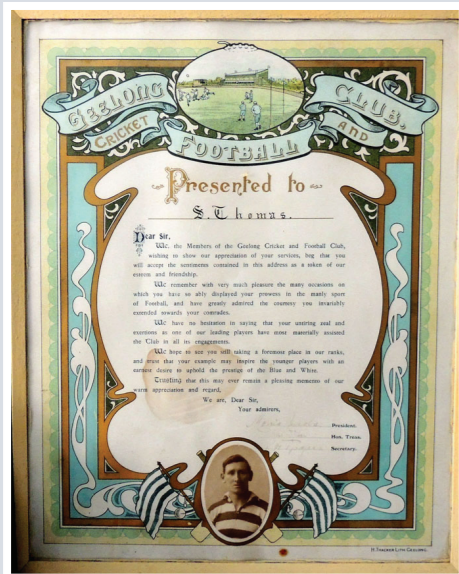 GEELONG
CRICKET
AND
FOOTBALL
CLUB.
Presented to
S. Thomas.
Dear Sir,
We, the Members of the Geelong Cricket and Football Club,
wishing to show our appreciation of your services, beg that you
will accept the sentiments contained in this address as a token of our
esteem and friendship.
We remember with very much pleasure the many occasions on
which you have so ably displayed your prowess in the manly sport
of Football, and have greatly admired the courtesy you invariably
extended towards your comrades.
We have no hesitation in saying that your untiring zeal and
exertions as one of our leading players have most materially assisted
the Club in all its engagements.
We hope to see you still taking a foremost place in our ranks,
and trust that your example may inspire the younger players with an
earnest desire to uphold the prestige of the Blue and White.
Trusting that this may ever remain a pleasing memento of our
warm appreciation and regard,
We are, Dear Sir,
Your admirers,
President.
Hon. Treas.
Secretary.
H. THACKER LITH. GEELONG.